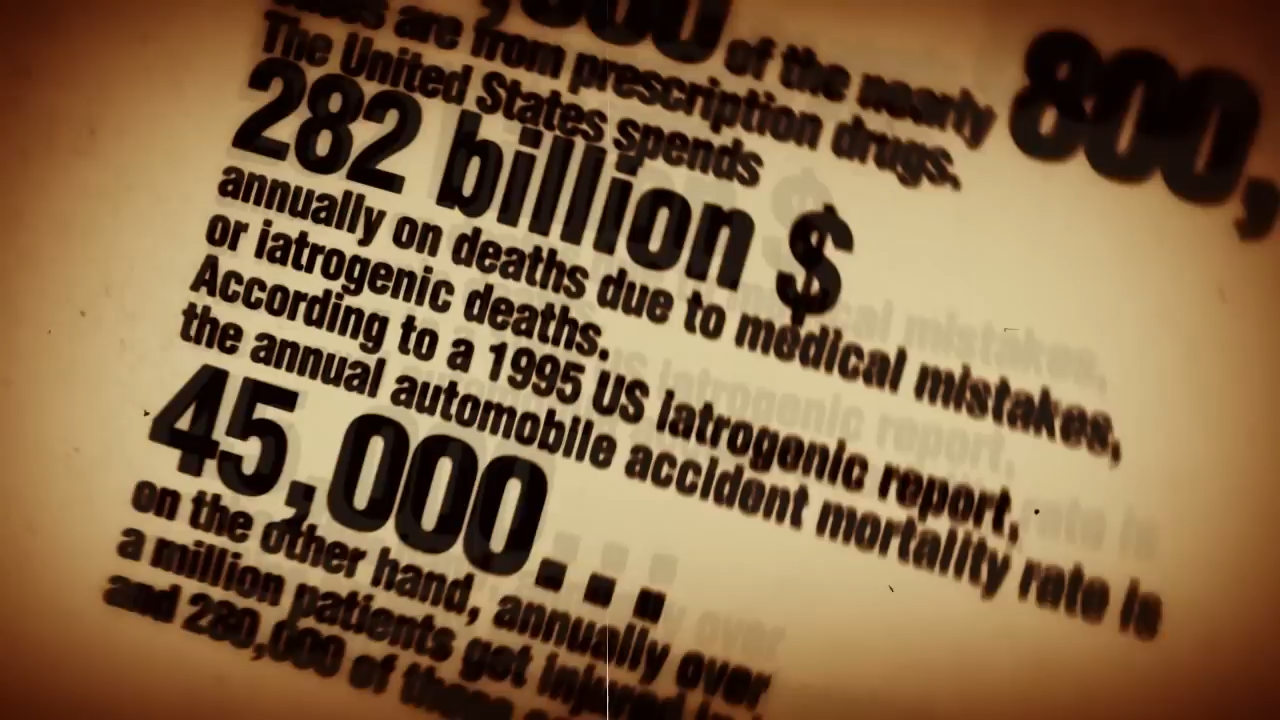 of the nearly 800,
are from prescription drugs.
The United States spends
282 billion $
annually on deaths due to medical mistakes,
or iatrogenic deaths.
According to a 1995 US iatrogenic report,
the annual automobile accident mortality rate is
45,000...
on the other hand, annually over
a million patients get injured in
and 280,000 of these